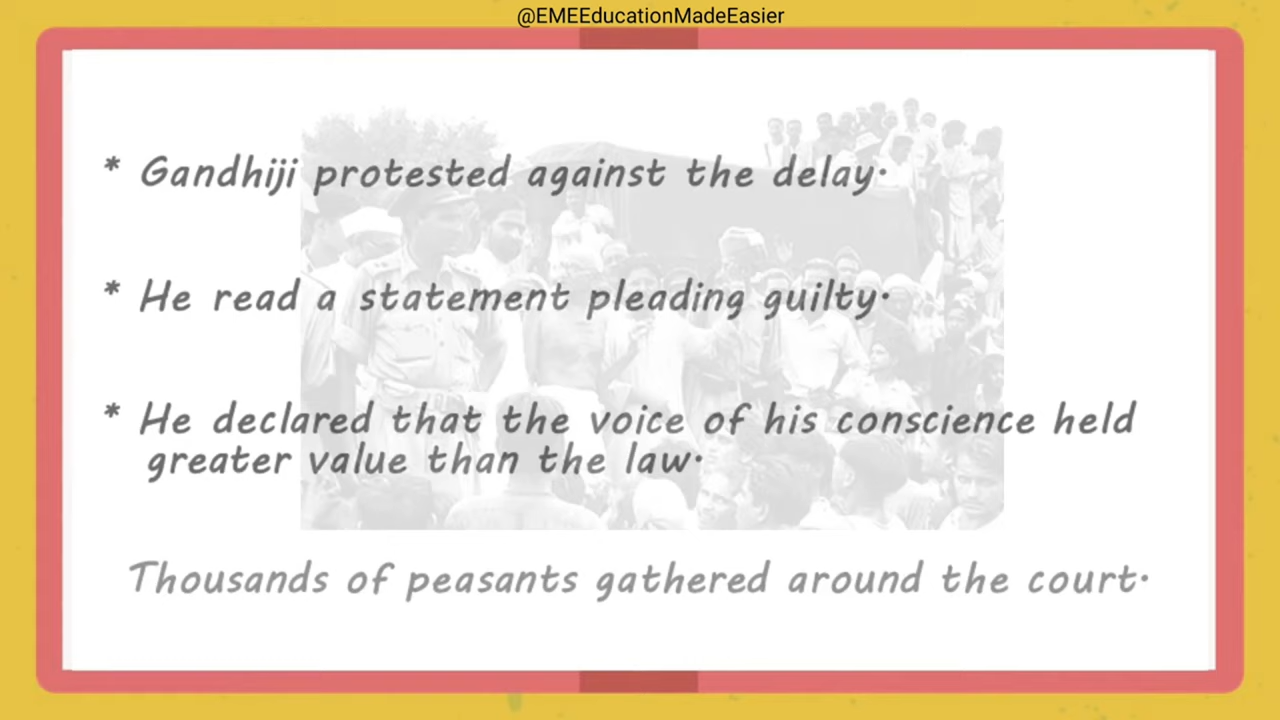 @EMEEducationMadeEasier
* Gandhiji protested against the delay.
* He read a statement pleading guilty.
* He declared that the voice of his conscience held
greater value than the law.
Thousands of peasants gathered around the court.